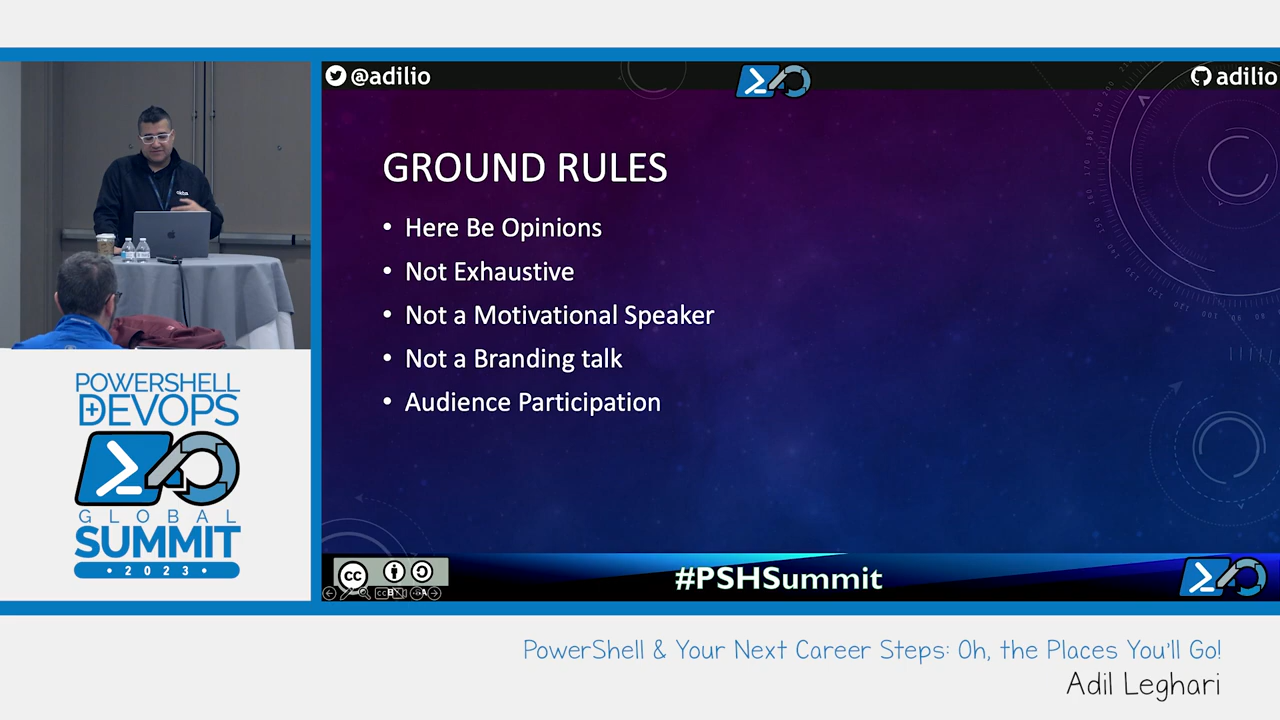 @adilio
adilio
GROUND RULES
• Here Be Opinions
• Not Exhaustive
• Not a Motivational Speaker
• Not a Branding talk
• Audience Participation
#PSHSummit
POWERSHELL
+DEVOPS
GLOBAL
SUMMIT
• 2023 •
PowerShell & Your Next Career Steps: Oh, the Places You'll Go!
Adil Leghari